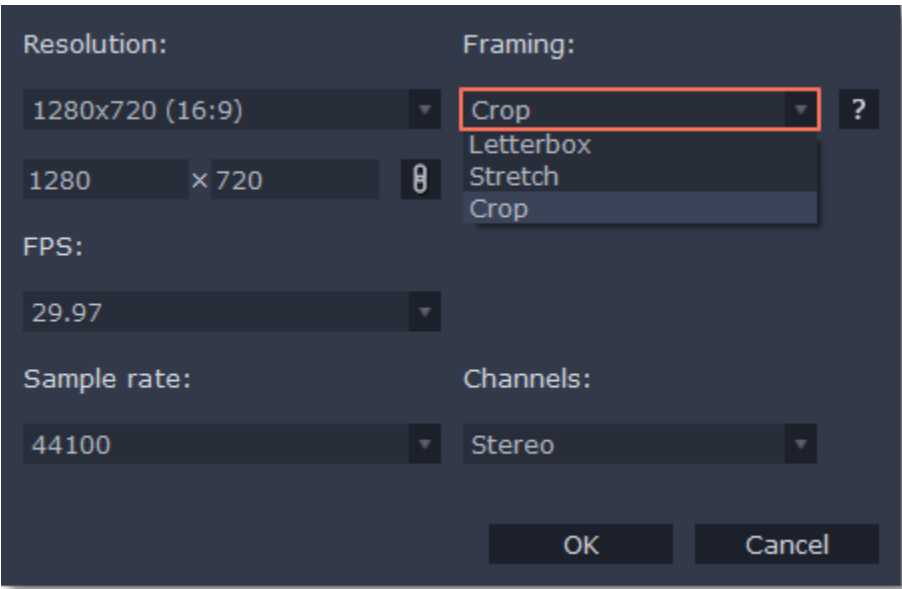 Resolution: Framing:
1280x720 (16:9) Crop ?
Letterbox
1280 × 720 Stretch
Crop
FPS:
29.97
Sample rate: Channels:
44100 Stereo
OK Cancel